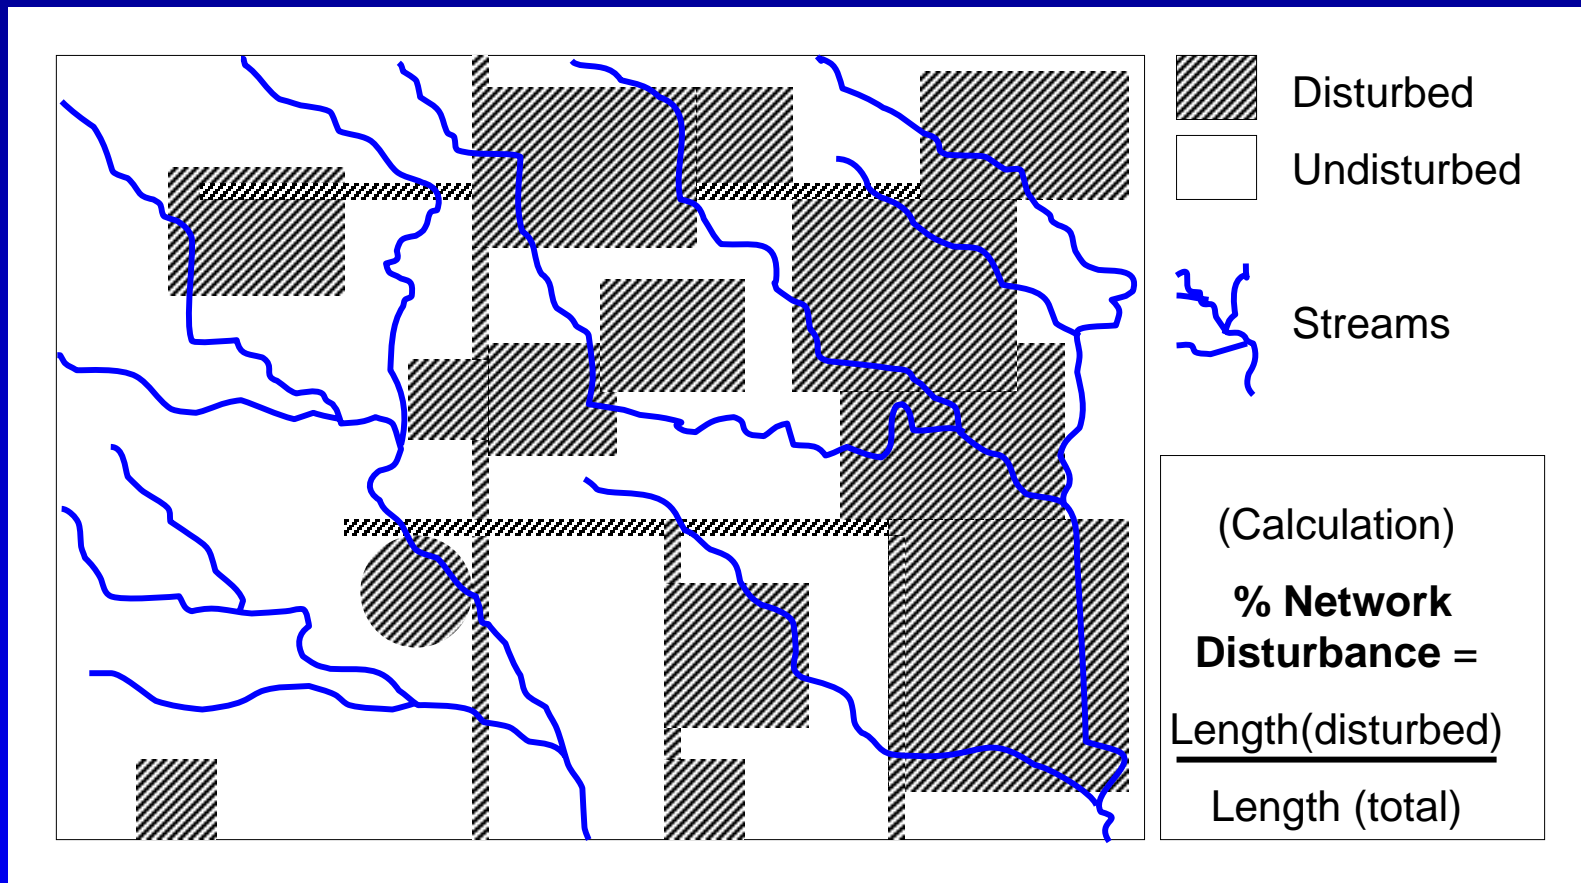 Disturbed
Undisturbed
Streams
(Calculation)
% Network
Disturbance =
Length(disturbed)
Length (total)